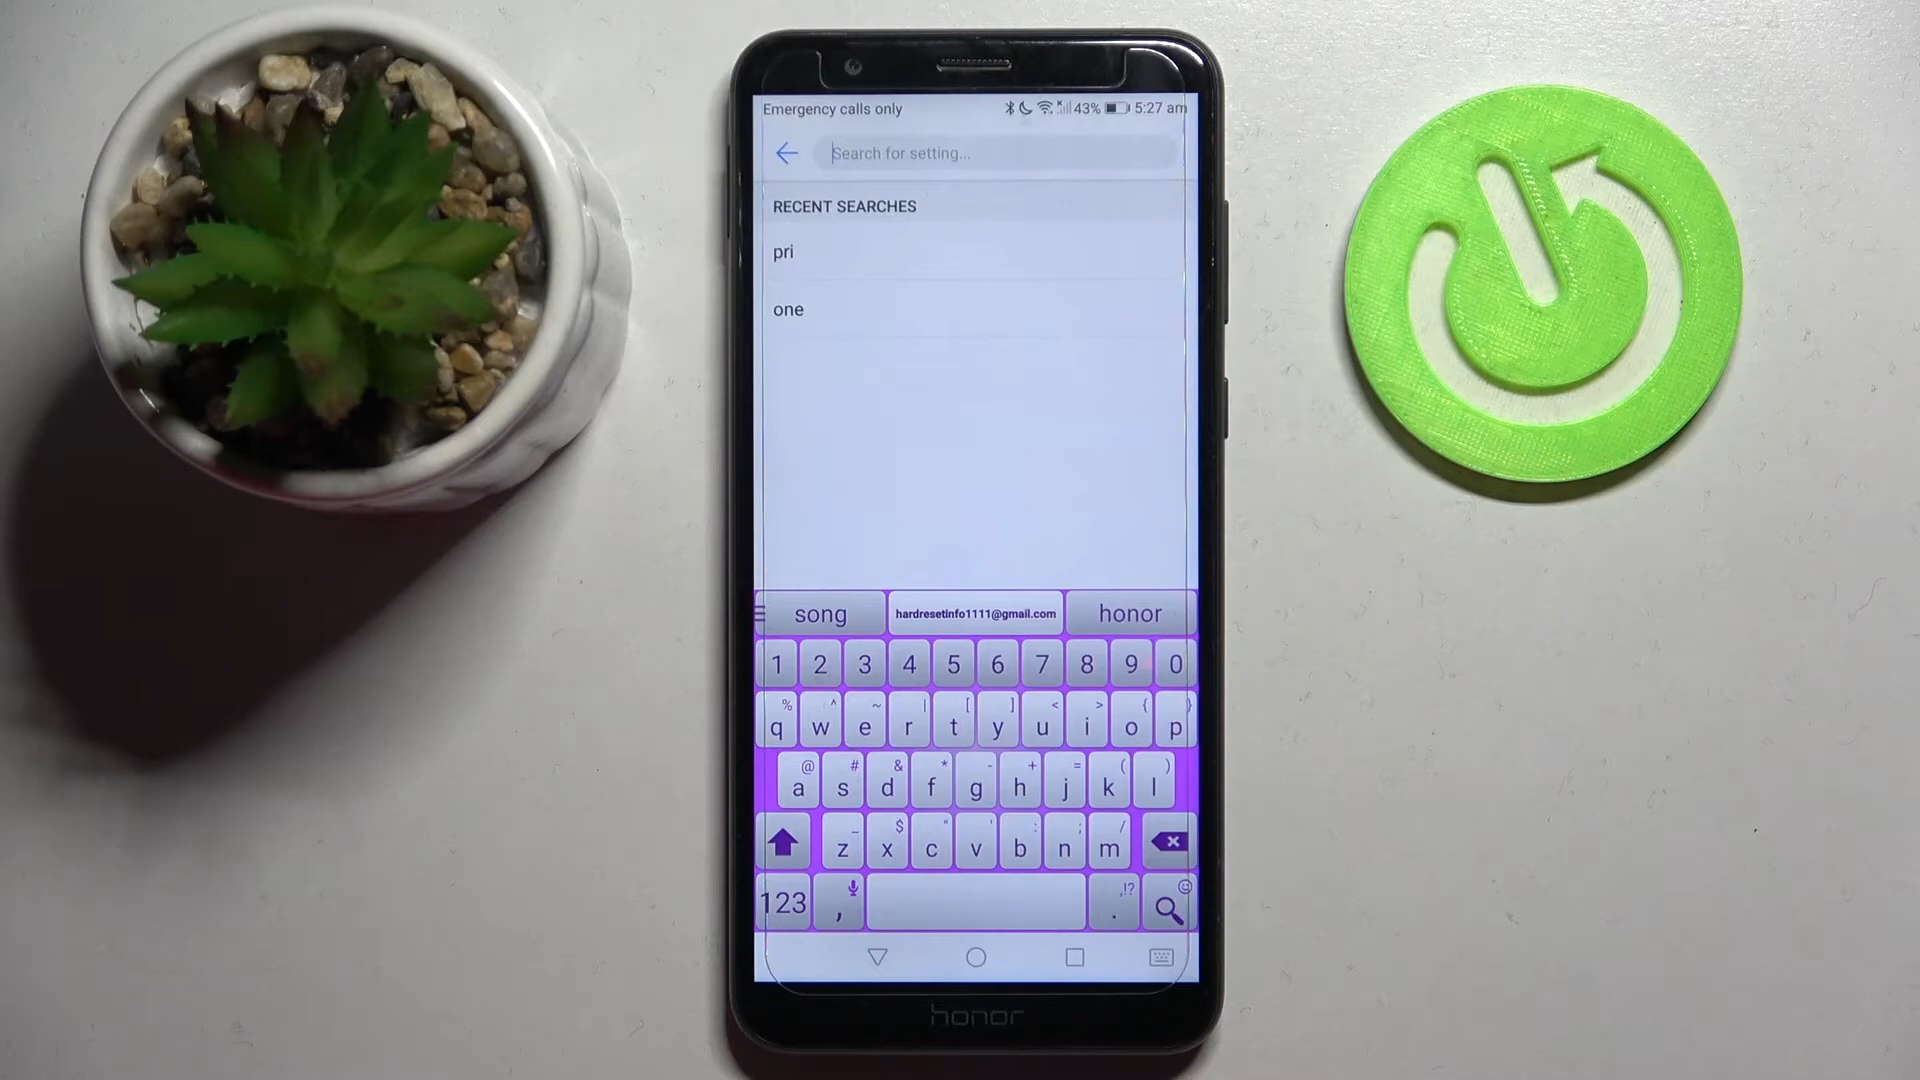 Emergency calls only 43% 5:27 am
Search for setting...
RECENT SEARCHES
pri
one
song hardresetinfo1111@gmail.com honor
1 2 3 4 5 6 7 8 9 0
% ^ ~ | [ ] < > { }
q w e r t y u i o p
@ # & * - + = ( )
a s d f g h j k l
_ $ " ' : ; /
z x c v b n m
123 , . ,!?
honor